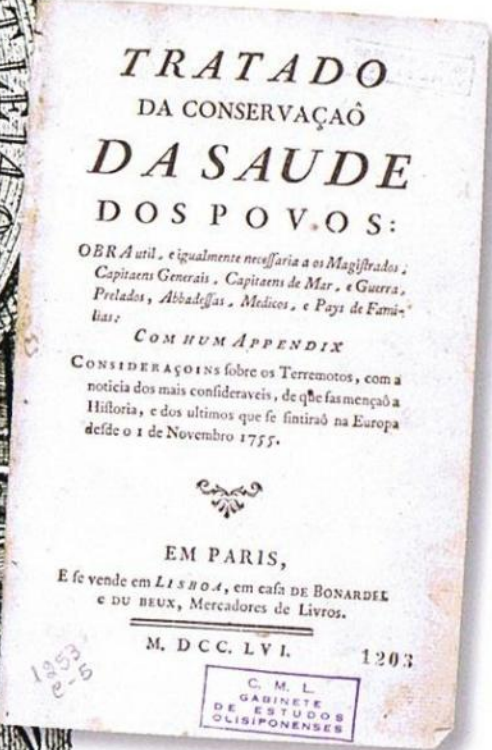 TRATADO
DA CONSERVAÇAÔ
DA SAUDE
DOS POVOS:
OBRA util, e igualmente neceſſaria a os Magiſtrados,
Capitaens Generais, Capitaens de Mar, e Guerra,
Prelados, Abbadeſſas, Medicos, e Pays de Fami-
lias:
COM HUM APPENDIX
CONSIDERAÇOINS ſobre os Terremotos, com a
noticia dos mais conſideraveis, de que fas mençaô a
Hiſtoria, e dos ultimos que ſe ſintiraô na Europa
deſde o 1 de Novembro 1755.
EM PARIS,
E ſe vende em LISBOA, em caſa DE BONARDEL
e DU BEUX, Mercadores de Livros.
M. DCC. LVI.
1203
C. M. L.
GABINETE
DE ESTUDOS
OLISIPONENSES